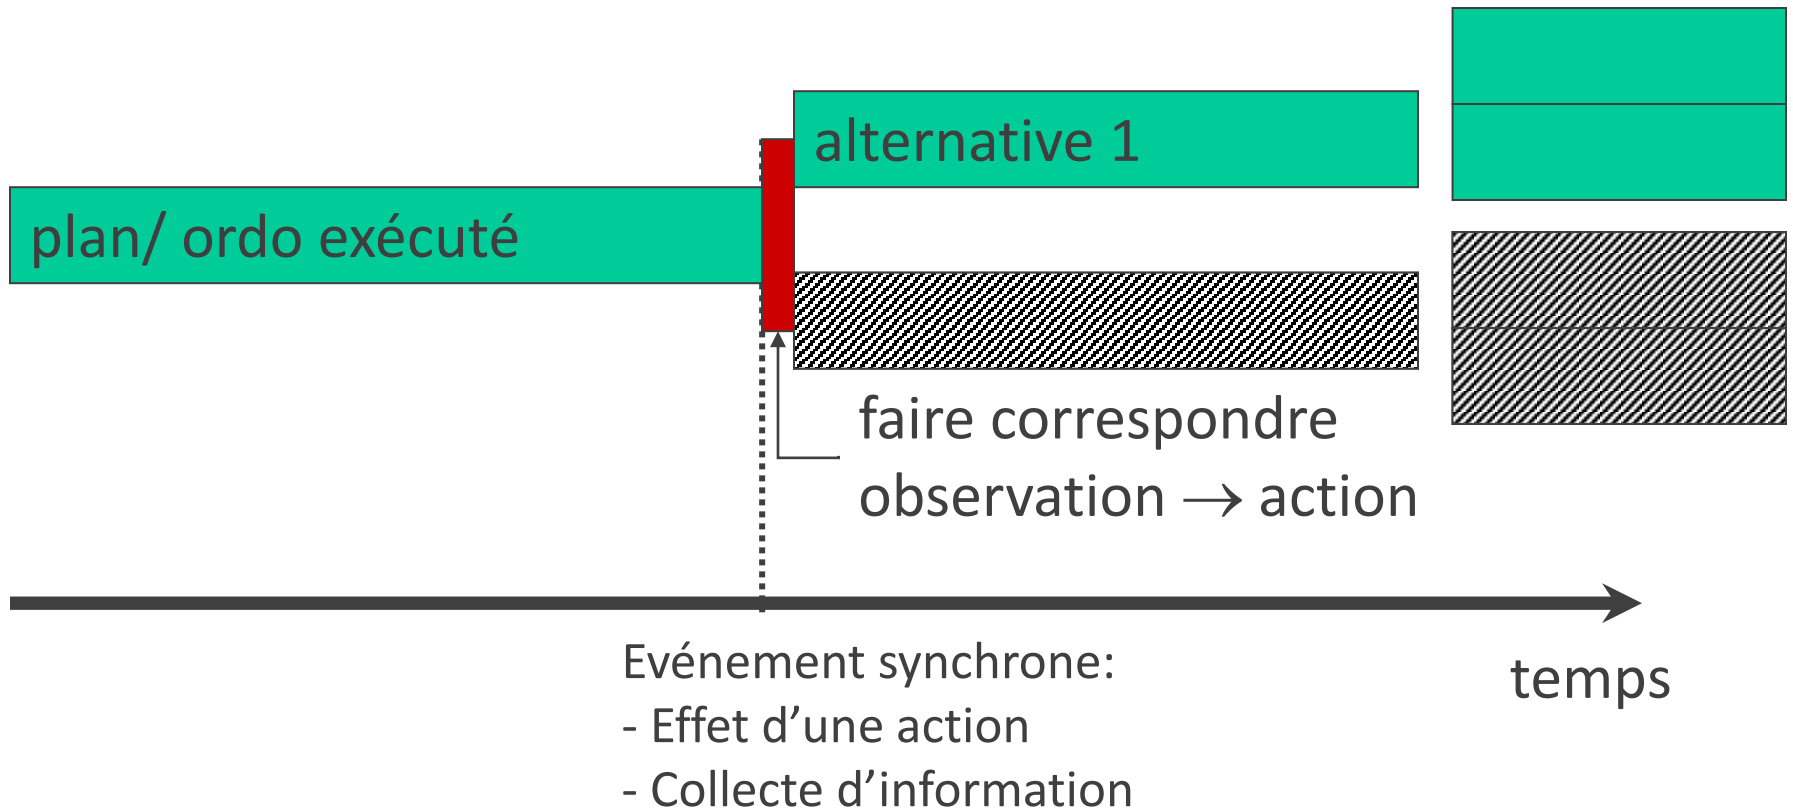 alternative 1
plan/ ordo exécuté
faire correspondre
observation → action
Evénement synchrone:
temps
- Effet d’une action
- Collecte d’information